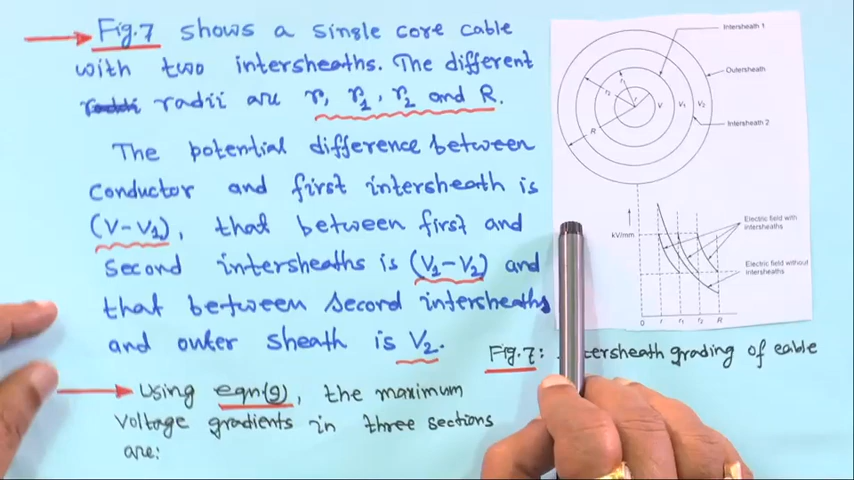 Fig.7 shows a single core cable
with two intersheaths. The different
radii are r, r1, r2 and R.
The potential difference between
conductor and first intersheath is
(V-V1), that between first and
second intersheaths is (V1-V2) and
that between second intersheaths
and outer sheath is V2.
Using eqn(9), the maximum
voltage gradients in three sections
are:
Intersheath 1
Outersheath
Intersheath 2
r1
r2
r
R
V
V1
V2
kV/mm
Electric field with
intersheaths
Electric field without
intersheaths
0 r r1 r2 R
Fig.7: tersheath grading of cable